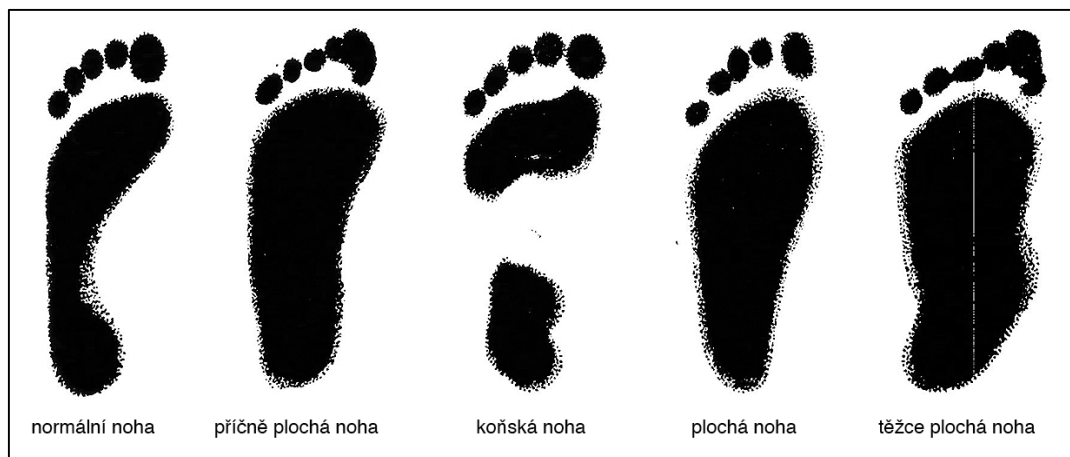 normální noha
příčně plochá noha
koňská noha
plochá noha
těžce plochá noha